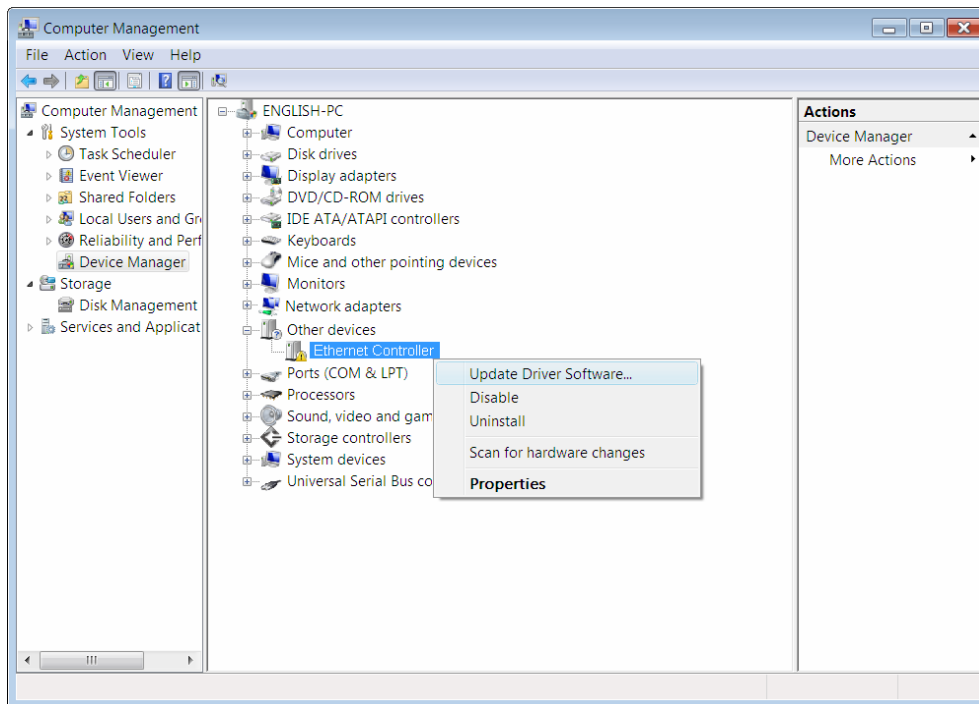 Computer Management
File Action View Help
Computer Management
System Tools
Task Scheduler
Event Viewer
Shared Folders
Local Users and Gr
Reliability and Perf
Device Manager
Storage
Disk Management
Services and Applicat
ENGLISH-PC
Computer
Disk drives
Display adapters
DVD/CD-ROM drives
IDE ATA/ATAPI controllers
Keyboards
Mice and other pointing devices
Monitors
Network adapters
Other devices
Ethernet Controller
Ports (COM & LPT)
Processors
Sound, video and gam
Storage controllers
System devices
Universal Serial Bus co
Update Driver Software...
Disable
Uninstall
Scan for hardware changes
Properties
Actions
Device Manager
More Actions